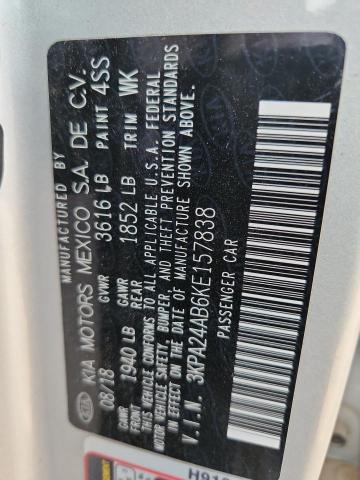 MANUFACTURED BY
KIA KIA MOTORS MEXICO S.A. DE C.V.
08/18 GVWR 3616 LB PAINT 4SS
GAWR FRONT 1940 LB GAWR REAR 1852 LB TRIM WK
THIS VEHICLE CONFORMS TO ALL APPLICABLE U.S.A. FEDERAL
MOTOR VEHICLE SAFETY, BUMPER, AND THEFT PREVENTION STANDARDS
IN EFFECT ON THE DATE OF MANUFACTURE SHOWN ABOVE.
V.I.N. 3KPA24AB6KE157838
PASSENGER CAR